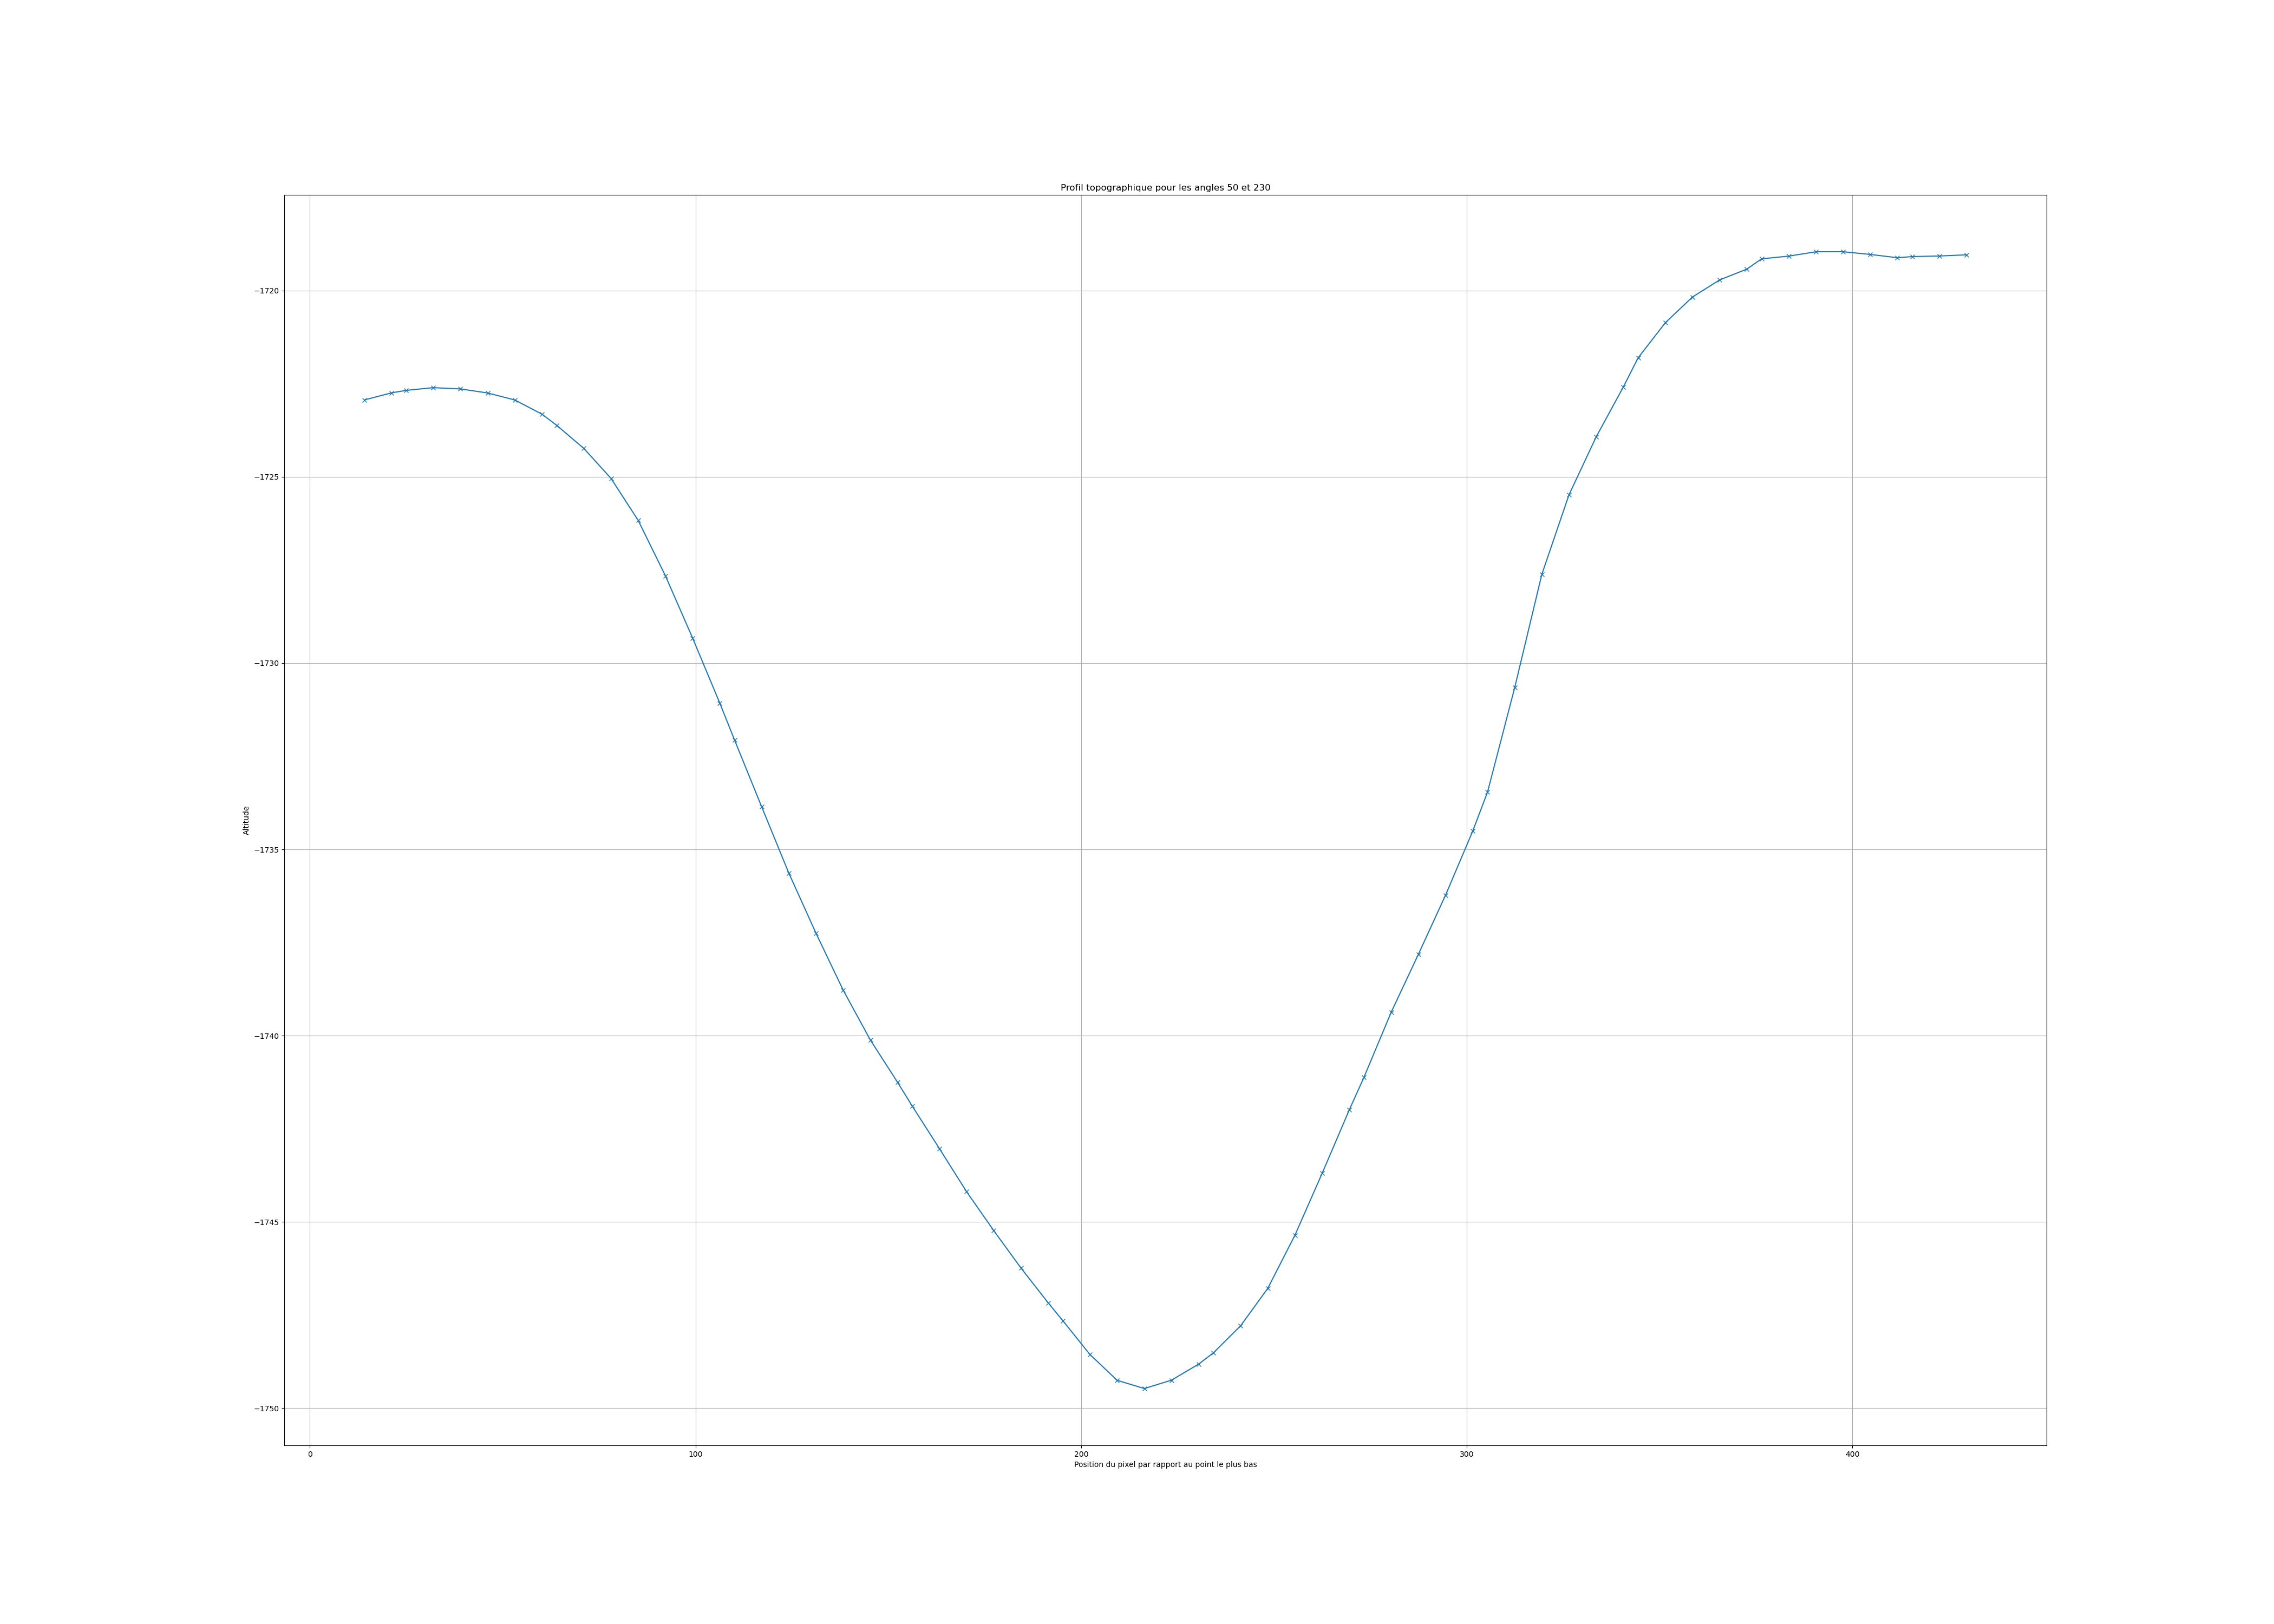 Profil topographique pour les angles 50 et 230
Altitude
−1720
−1725
−1730
−1735
−1740
−1745
−1750
0 100 200 300 400
Position du pixel par rapport au point le plus bas